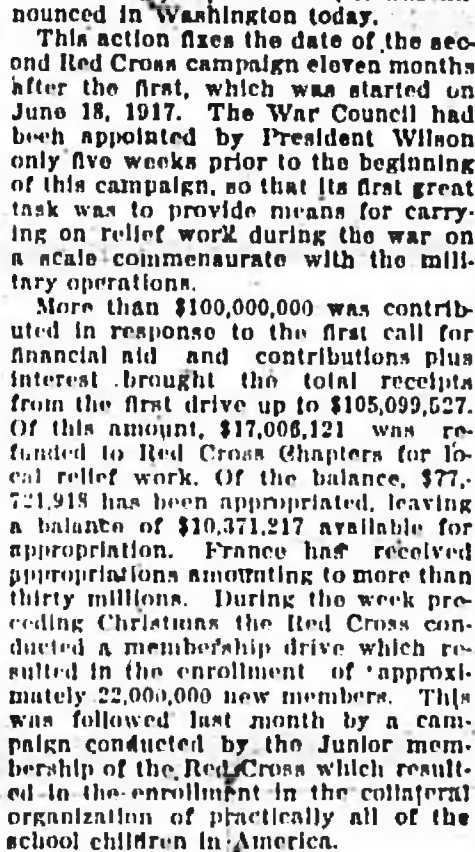 nounced in Washington today.
This action fixes the date of the sec-
ond Red Cross campaign eleven months
after the first, which was started on
June 18, 1917. The War Council had
been appointed by President Wilson
only five weeks prior to the beginning
of this campaign, so that its first great
task was to provide means for carry-
ing on relief work during the war on
a scale commensurate with the mili-
tary operations.
More than $100,000,000 was contrib-
uted in response to the first call for
financial aid and contributions plus
interest brought the total receipts
from the first drive up to $105,099,527.
Of this amount, $17,006,121 was re-
funded to Red Cross Chapters for lo-
cal relief work. Of the balance, $77,-
721,918 has been appropriated, leaving
a balance of $10,371,217 available for
appropriation. France has received
appropriations amounting to more than
thirty millions. During the week pre-
ceding Christmas the Red Cross con-
ducted a membership drive which re-
sulted in the enrollment of approxi-
mately 22,000,000 new members. This
was followed last month by a cam-
paign conducted by the Junior mem-
bership of the Red Cross which result-
ed in the enrollment in the collateral
organization of practically all of the
school children in America.